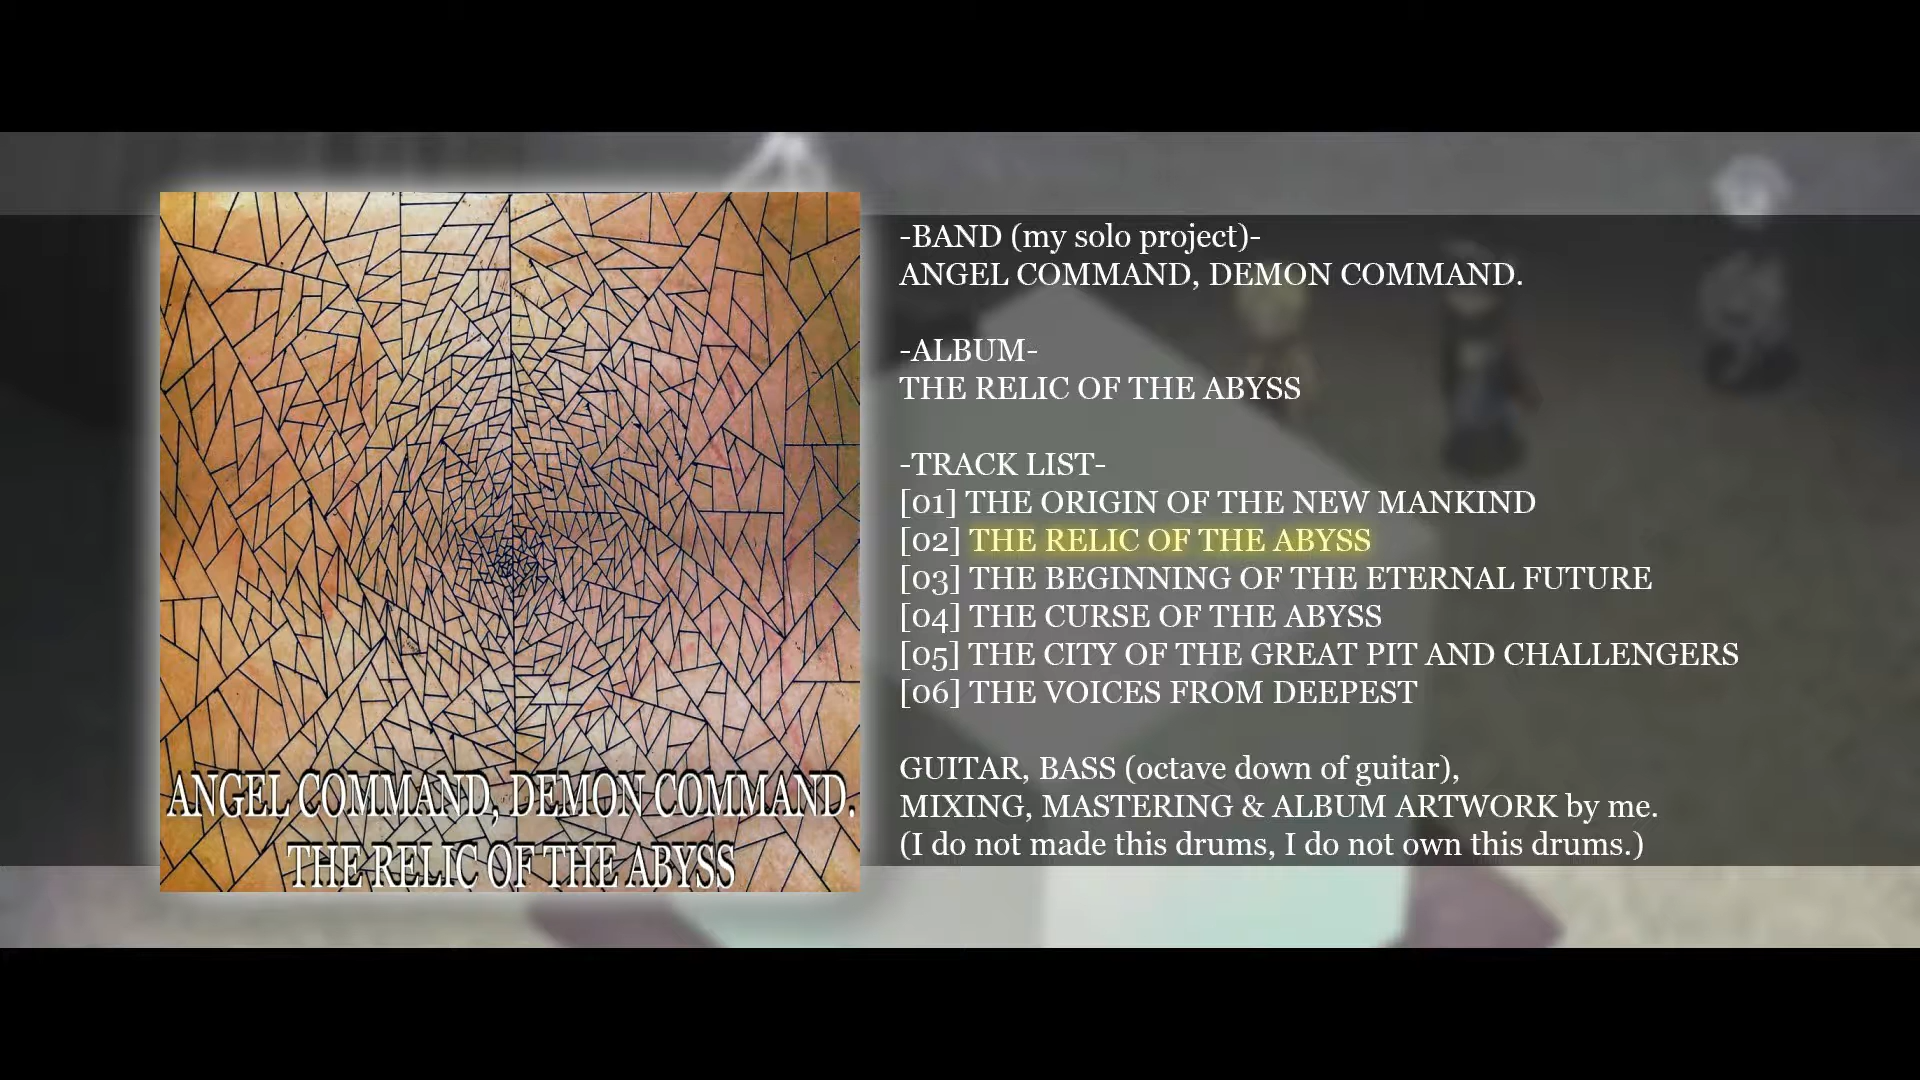 ANGEL COMMAND, DEMON COMMAND.
THE RELIC OF THE ABYSS
-BAND (my solo project)-
ANGEL COMMAND, DEMON COMMAND.
-ALBUM-
THE RELIC OF THE ABYSS
-TRACK LIST-
[01] THE ORIGIN OF THE NEW MANKIND
[02] THE RELIC OF THE ABYSS
[03] THE BEGINNING OF THE ETERNAL FUTURE
[04] THE CURSE OF THE ABYSS
[05] THE CITY OF THE GREAT PIT AND CHALLENGERS
[06] THE VOICES FROM DEEPEST
GUITAR, BASS (octave down of guitar),
MIXING, MASTERING & ALBUM ARTWORK by me.
(I do not made this drums, I do not own this drums.)